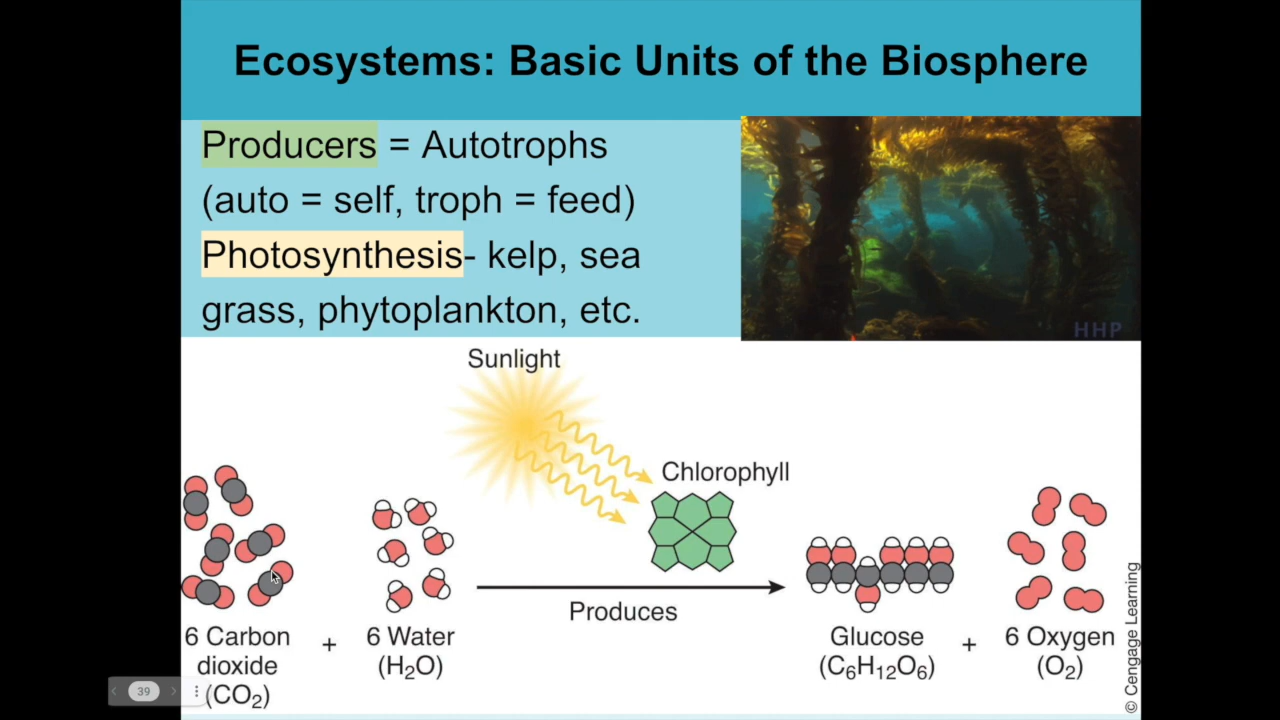 Ecosystems: Basic Units of the Biosphere
Producers = Autotrophs
(auto = self, troph = feed)
Photosynthesis- kelp, sea
grass, phytoplankton, etc.
HHP
Sunlight
Chlorophyll
Produces
6 Carbon
dioxide
(CO₂)
+
6 Water
(H₂O)
Glucose
(C₆H₁₂O₆)
+
6 Oxygen
(O₂)
© Cengage Learning
39